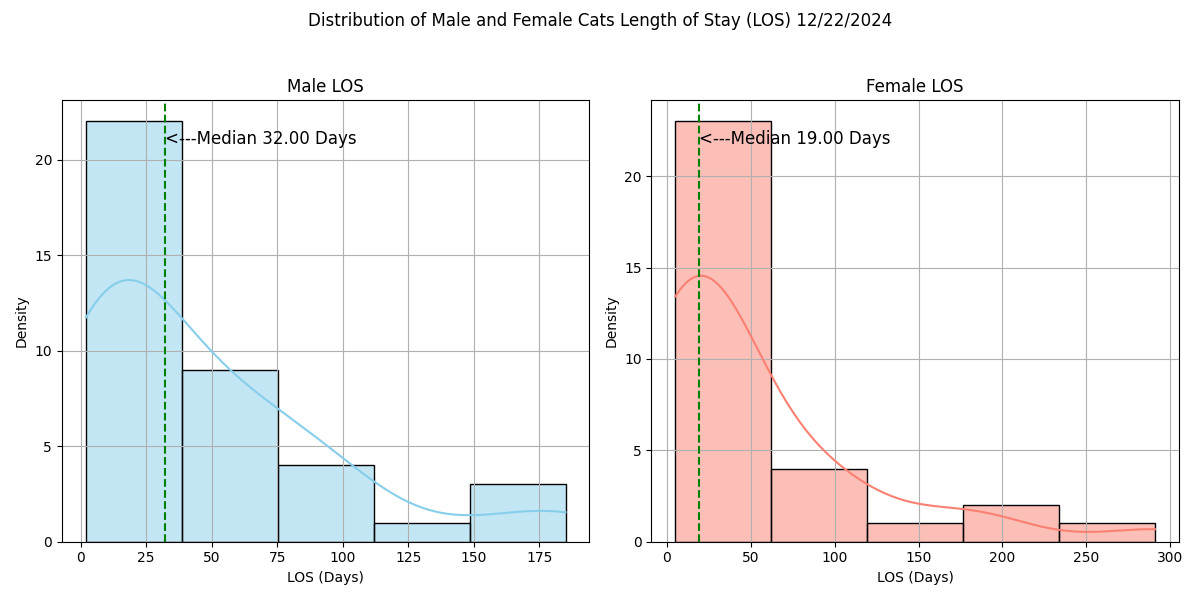 Distribution of Male and Female Cats Length of Stay (LOS) 12/22/2024
Male LOS
<---Median 32.00 Days
Density
20
15
10
5
0
0 25 50 75 100 125 150 175
LOS (Days)
Female LOS
<---Median 19.00 Days
Density
20
15
10
5
0
0 50 100 150 200 250 300
LOS (Days)